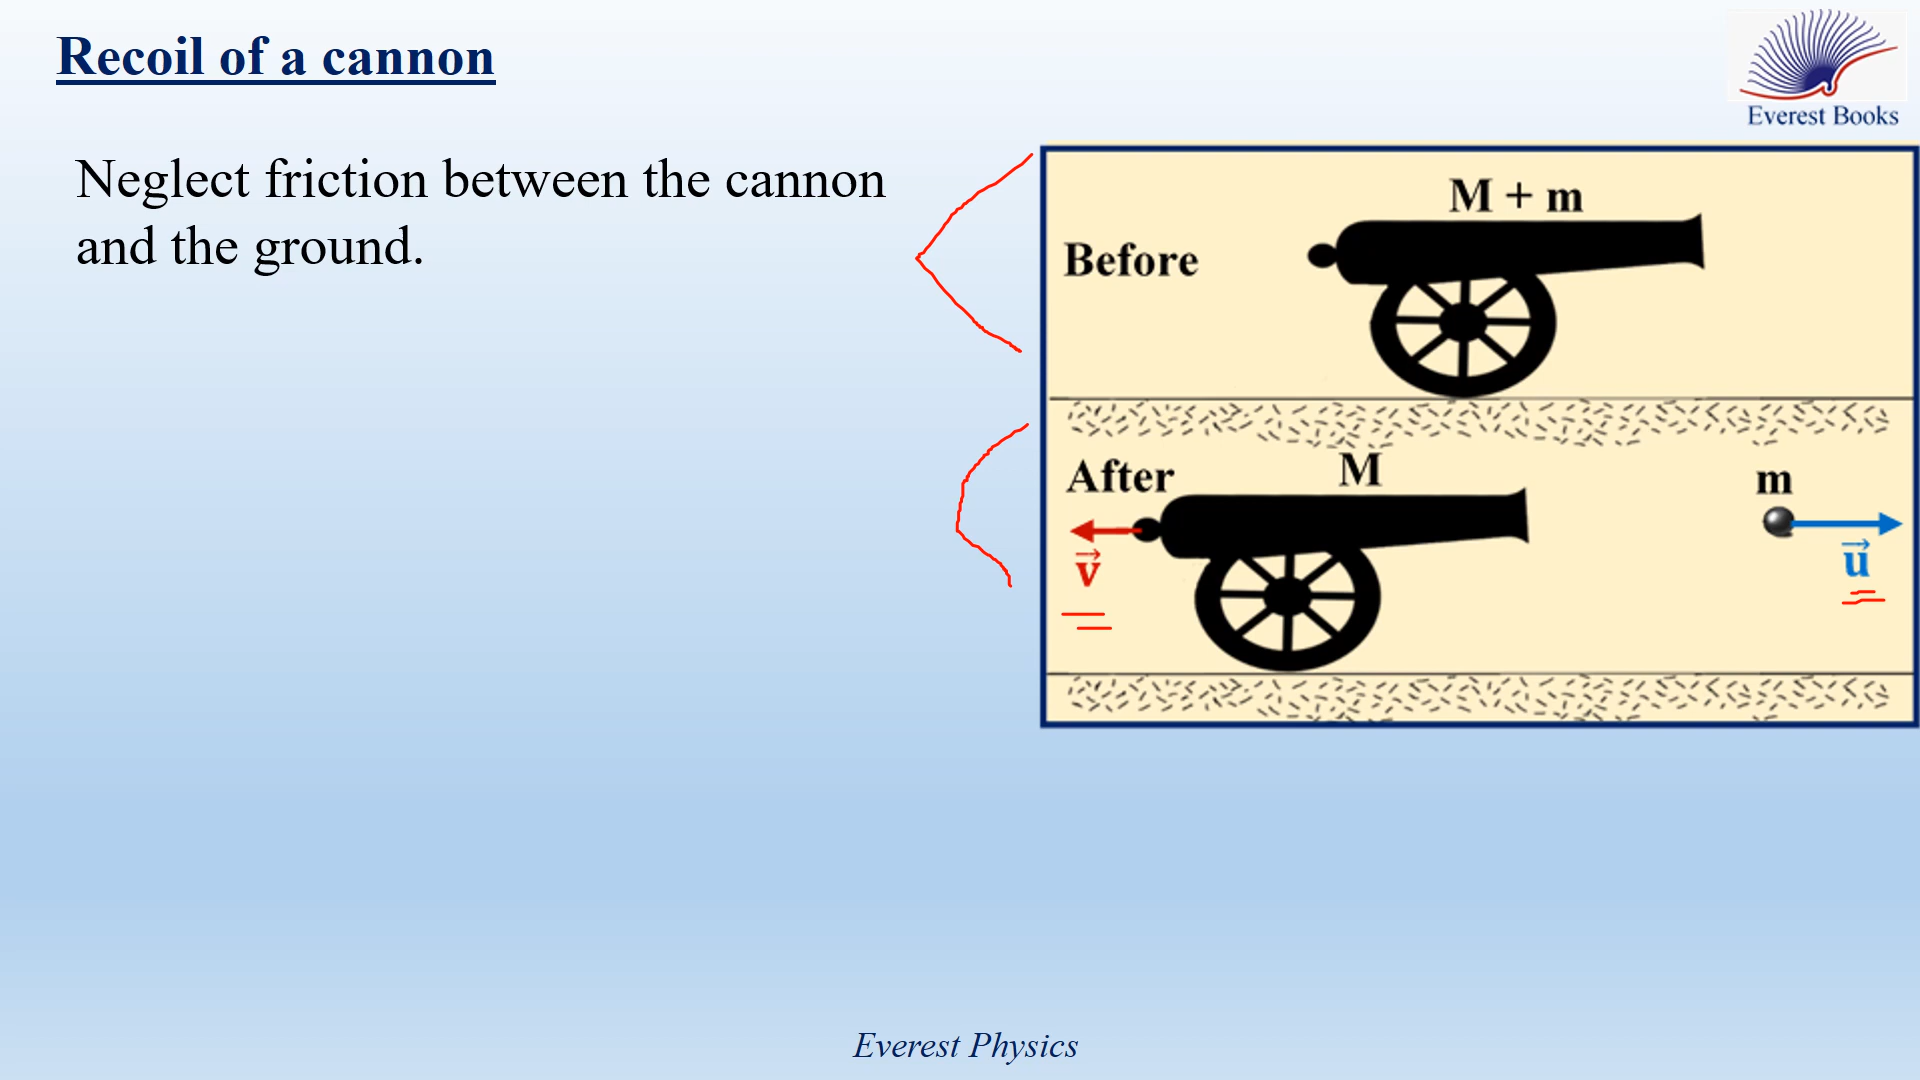 Recoil of a cannon
Everest Books
Neglect friction between the cannon
and the ground.
M + m
Before
After
M
m
v⃗
u⃗
Everest Physics